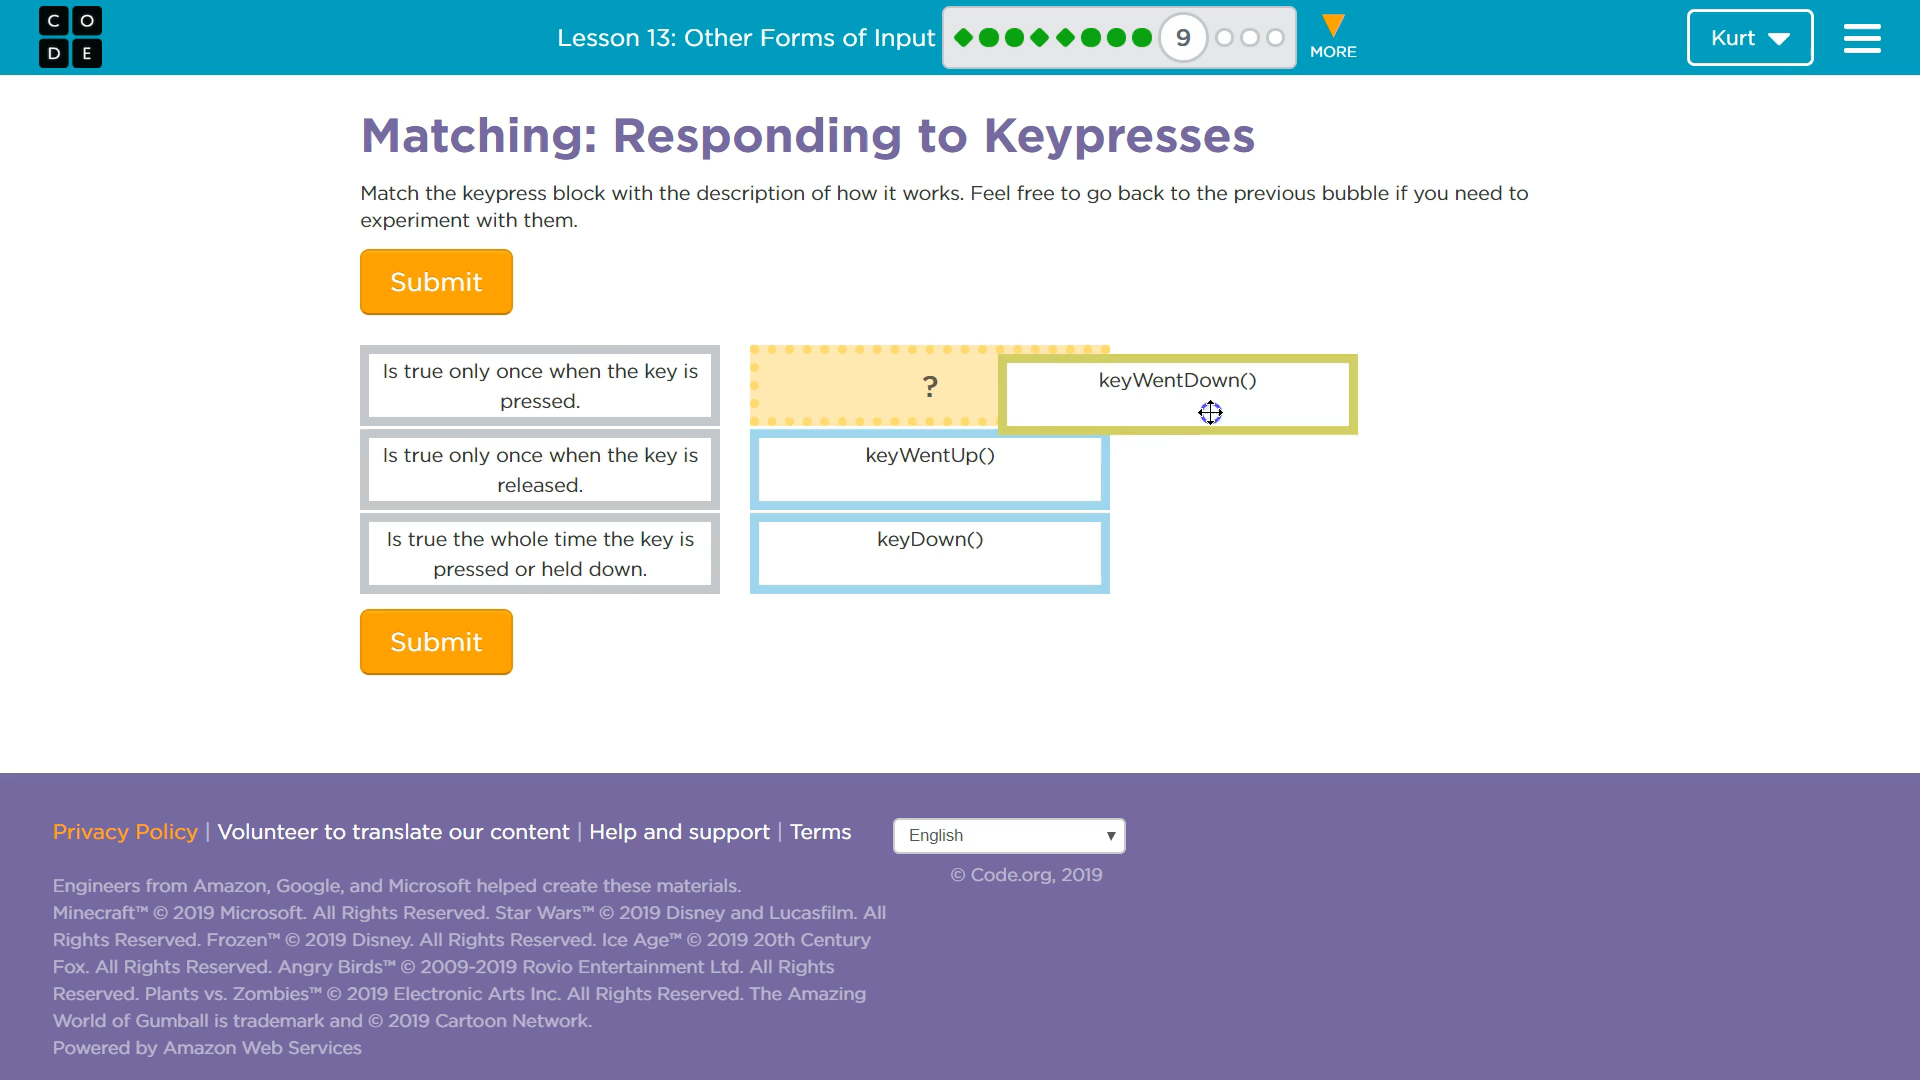 C O
D E
Lesson 13: Other Forms of Input
9
MORE
Kurt
Matching: Responding to Keypresses
Match the keypress block with the description of how it works. Feel free to go back to the previous bubble if you need to
experiment with them.
Submit
Is true only once when the key is
pressed.
?
keyWentDown()
Is true only once when the key is
released.
keyWentUp()
Is true the whole time the key is
pressed or held down.
keyDown()
Submit
Privacy Policy | Volunteer to translate our content | Help and support | Terms
English
© Code.org, 2019
Engineers from Amazon, Google, and Microsoft helped create these materials.
Minecraft™ © 2019 Microsoft. All Rights Reserved. Star Wars™ © 2019 Disney and Lucasfilm. All
Rights Reserved. Frozen™ © 2019 Disney. All Rights Reserved. Ice Age™ © 2019 20th Century
Fox. All Rights Reserved. Angry Birds™ © 2009-2019 Rovio Entertainment Ltd. All Rights
Reserved. Plants vs. Zombies™ © 2019 Electronic Arts Inc. All Rights Reserved. The Amazing
World of Gumball is trademark and © 2019 Cartoon Network.
Powered by Amazon Web Services